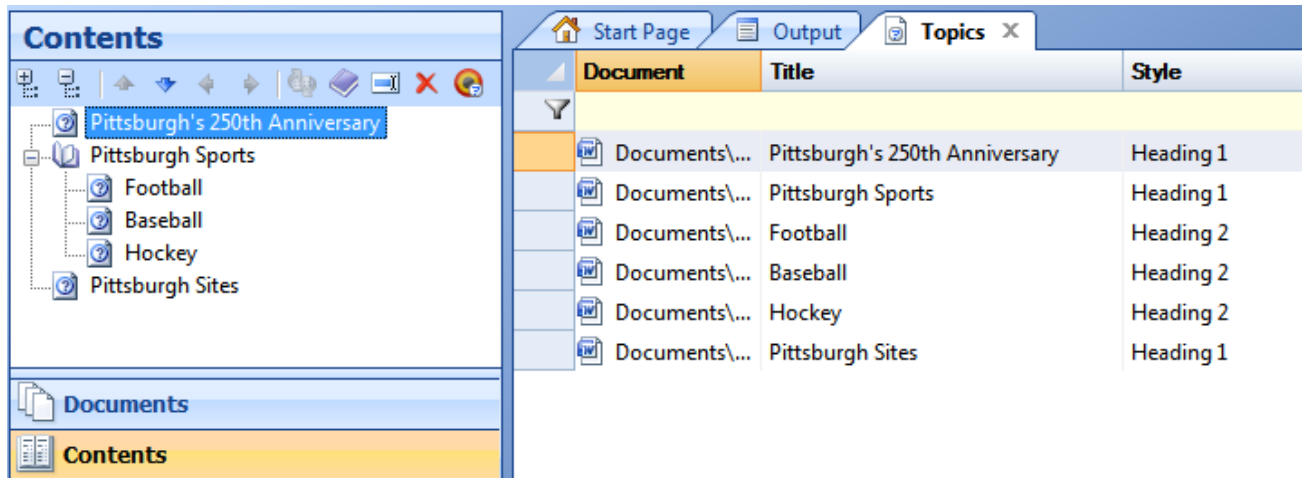 Contents
Pittsburgh's 250th Anniversary
Pittsburgh Sports
Football
Baseball
Hockey
Pittsburgh Sites
Documents
Contents
Start Page Output Topics
Document Title Style
Documents\... Pittsburgh's 250th Anniversary Heading 1
Documents\... Pittsburgh Sports Heading 1
Documents\... Football Heading 2
Documents\... Baseball Heading 2
Documents\... Hockey Heading 2
Documents\... Pittsburgh Sites Heading 1